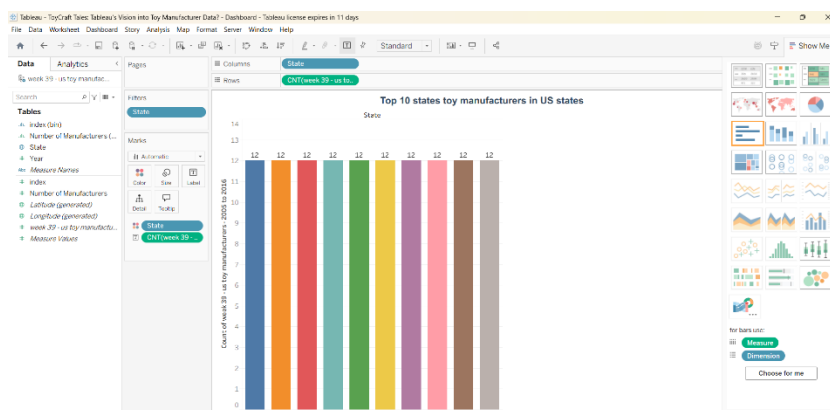 Tableau - ToyCraft Tales: Tableau's Vision into Toy Manufacturer Data? - Dashboard - Tableau license expires in 11 days
File Data Worksheet Dashboard Story Analysis Map Format Server Window Help
Standard
Show Me
Data Analytics
Pages
Columns State
week 39 - us toy manufac...
Rows CNT(week 39 - us to..
Search
Filters
State
Tables
index (bin)
Number of Manufacturers (...
State
Year
Measure Names
index
Number of Manufacturers
Latitude (generated)
Longitude (generated)
week 39 - us toy manufactu...
Measure Values
Marks
Automatic
Color Size Label
Detail Tooltip
State
CNT(week 39 - ..
Top 10 states toy manufacturers in US states
State
Count of week 39 - us toy manufacturers - 2005 to 2016
14
13
12
11
10
9
8
7
6
5
4
3
2
1
0
12 12 12 12 12 12 12 12 12 12
for bars use:
Measure
Dimension
Choose for me